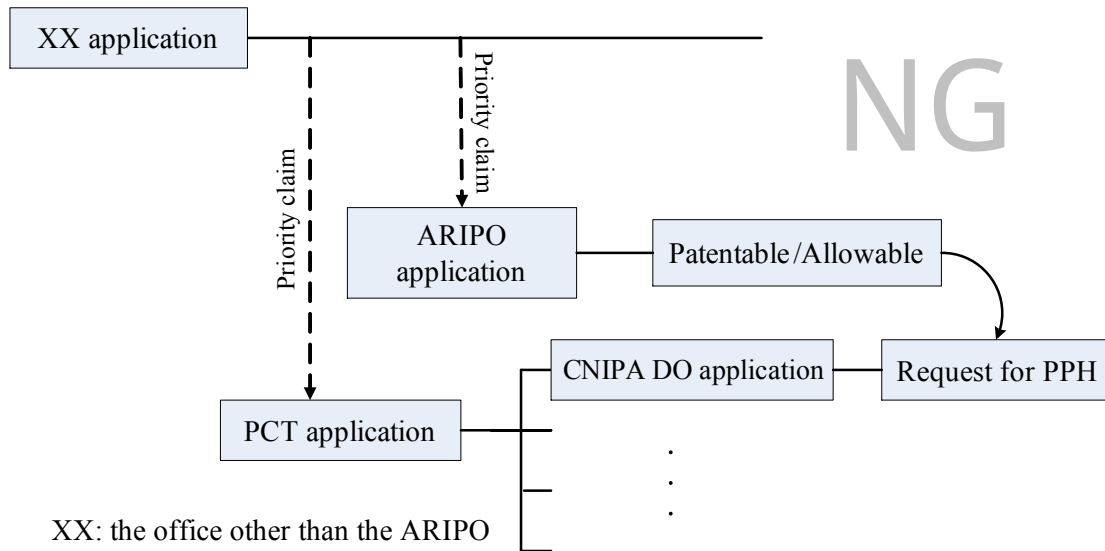 XX application
NG
Priority claim
Priority claim
ARIPO
application
Patentable/Allowable
CNIPA DO application
Request for PPH
PCT application
XX: the office other than the ARIPO